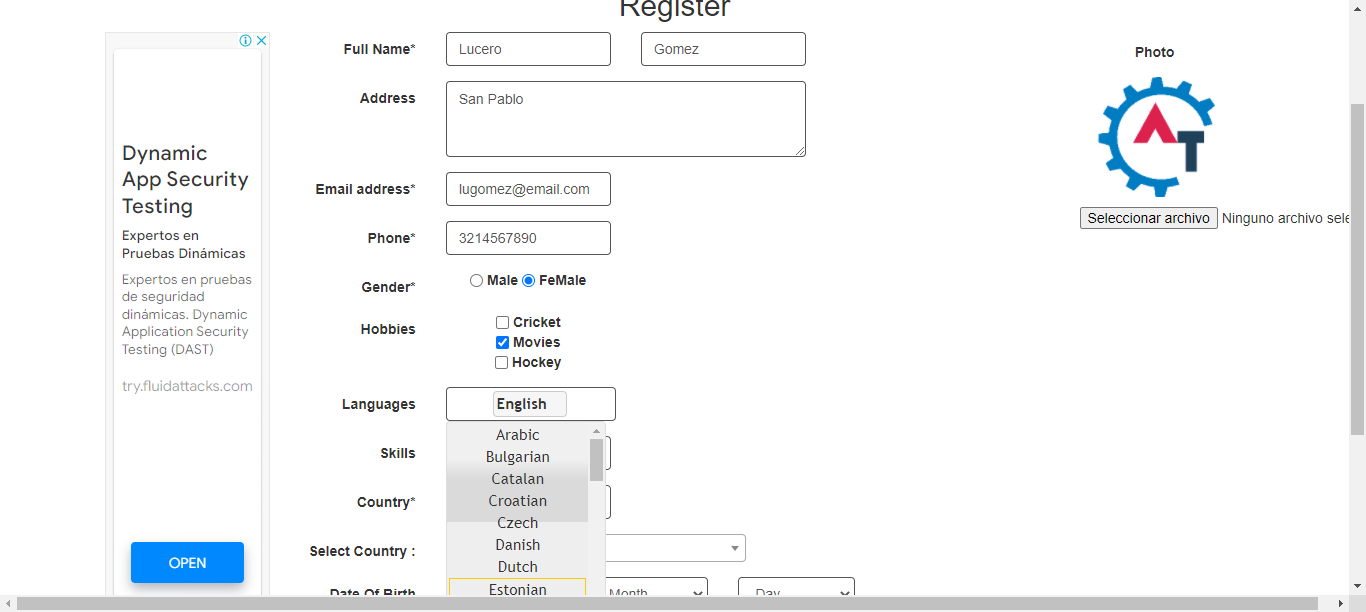 Register
Dynamic
App Security
Testing
Expertos en
Pruebas Dinámicas
Expertos en pruebas
de seguridad
dinámicas. Dynamic
Application Security
Testing (DAST)
try.fluidattacks.com
OPEN
Full Name* Lucero Gomez
Address San Pablo
Email address* lugomez@email.com
Phone* 3214567890
Gender* Male FeMale
Hobbies Cricket
Movies
Hockey
Languages English
Arabic
Bulgarian
Catalan
Croatian
Czech
Danish
Dutch
Estonian
Skills
Country*
Select Country :
Date Of Birth Month Day
Photo
AT
Seleccionar archivo Ninguno archivo sele